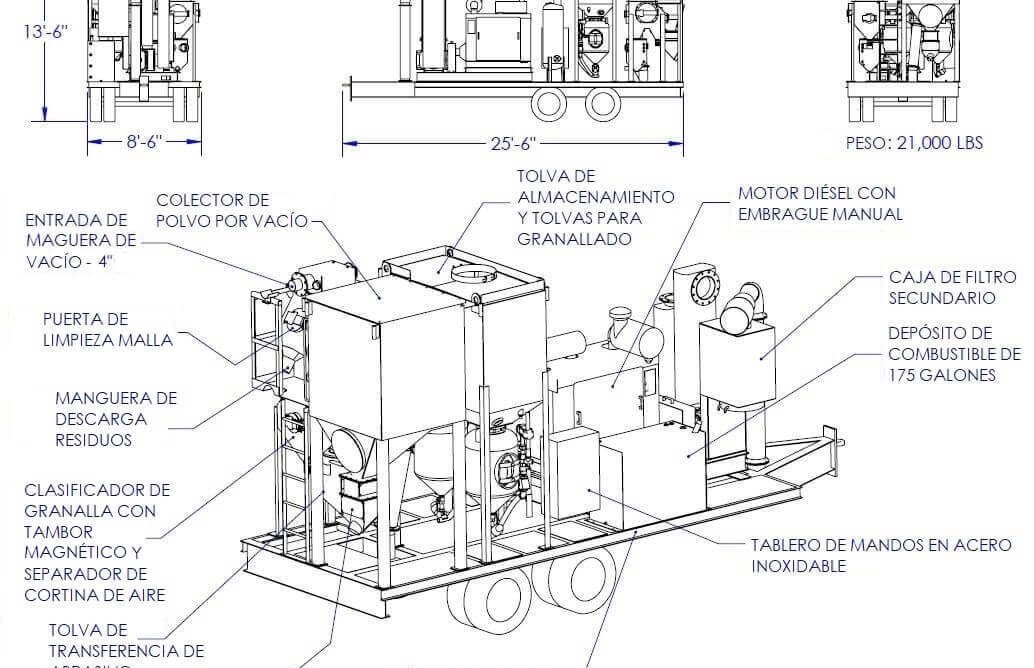 13'-6"
8'-6"
25'-6"
PESO: 21,000 LBS
TOLVA DE
ALMACENAMIENTO
Y TOLVAS PARA
GRANALLADO
MOTOR DIÉSEL CON
EMBRAGUE MANUAL
COLECTOR DE
POLVO POR VACÍO
ENTRADA DE
MAGUERA DE
VACÍO - 4"
CAJA DE FILTRO
SECUNDARIO
PUERTA DE
LIMPIEZA MALLA
DEPÓSITO DE
COMBUSTIBLE DE
175 GALONES
MANGUERA DE
DESCARGA
RESIDUOS
CLASIFICADOR DE
GRANALLA CON
TAMBOR
MAGNÉTICO Y
SEPARADOR DE
CORTINA DE AIRE
TABLERO DE MANDOS EN ACERO
INOXIDABLE
TOLVA DE
TRANSFERENCIA DE